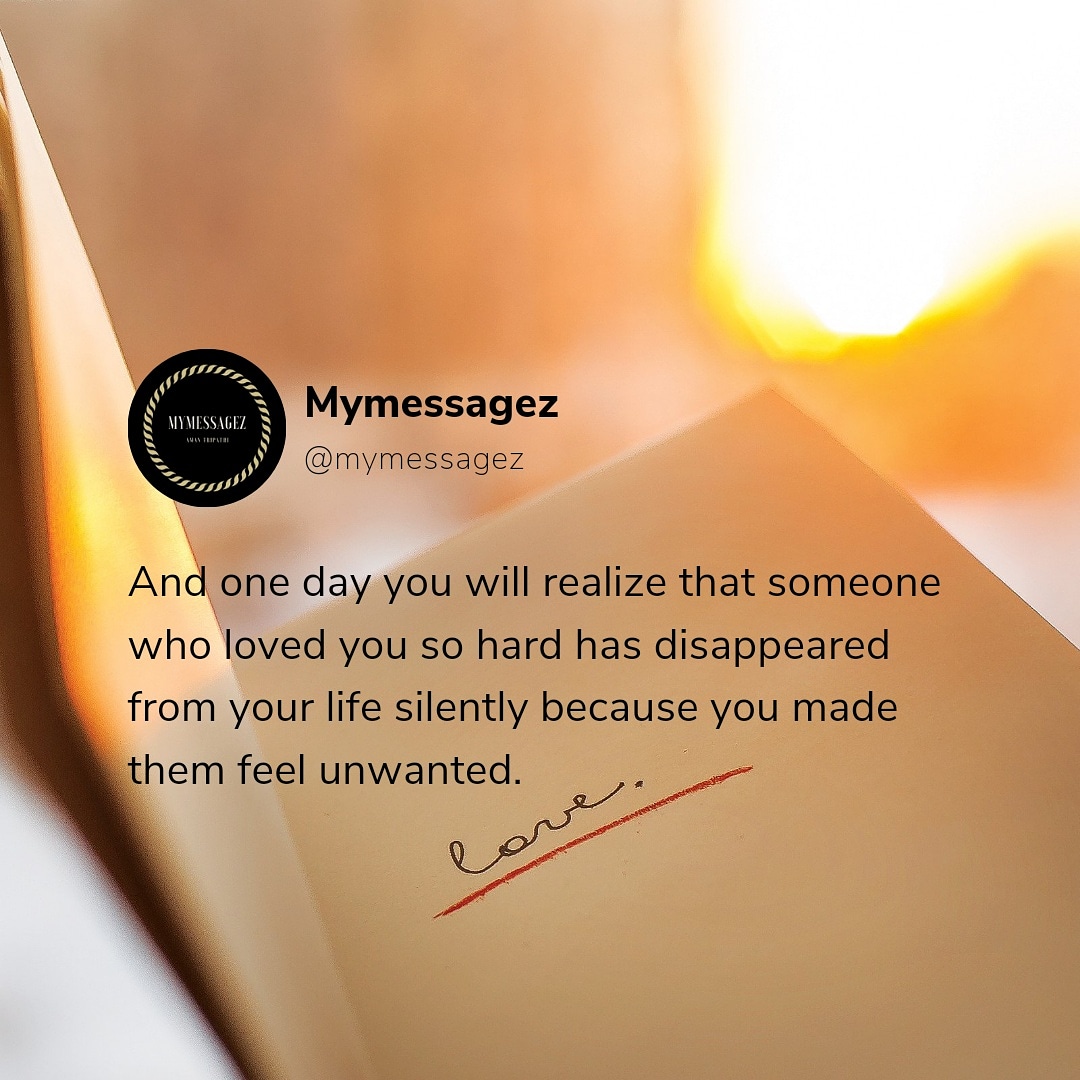 MYMESSAGEZ
AMAN TRIPATHI
Mymessagez
@mymessagez
And one day you will realize that someone
who loved you so hard has disappeared
from your life silently because you made
them feel unwanted.
love.